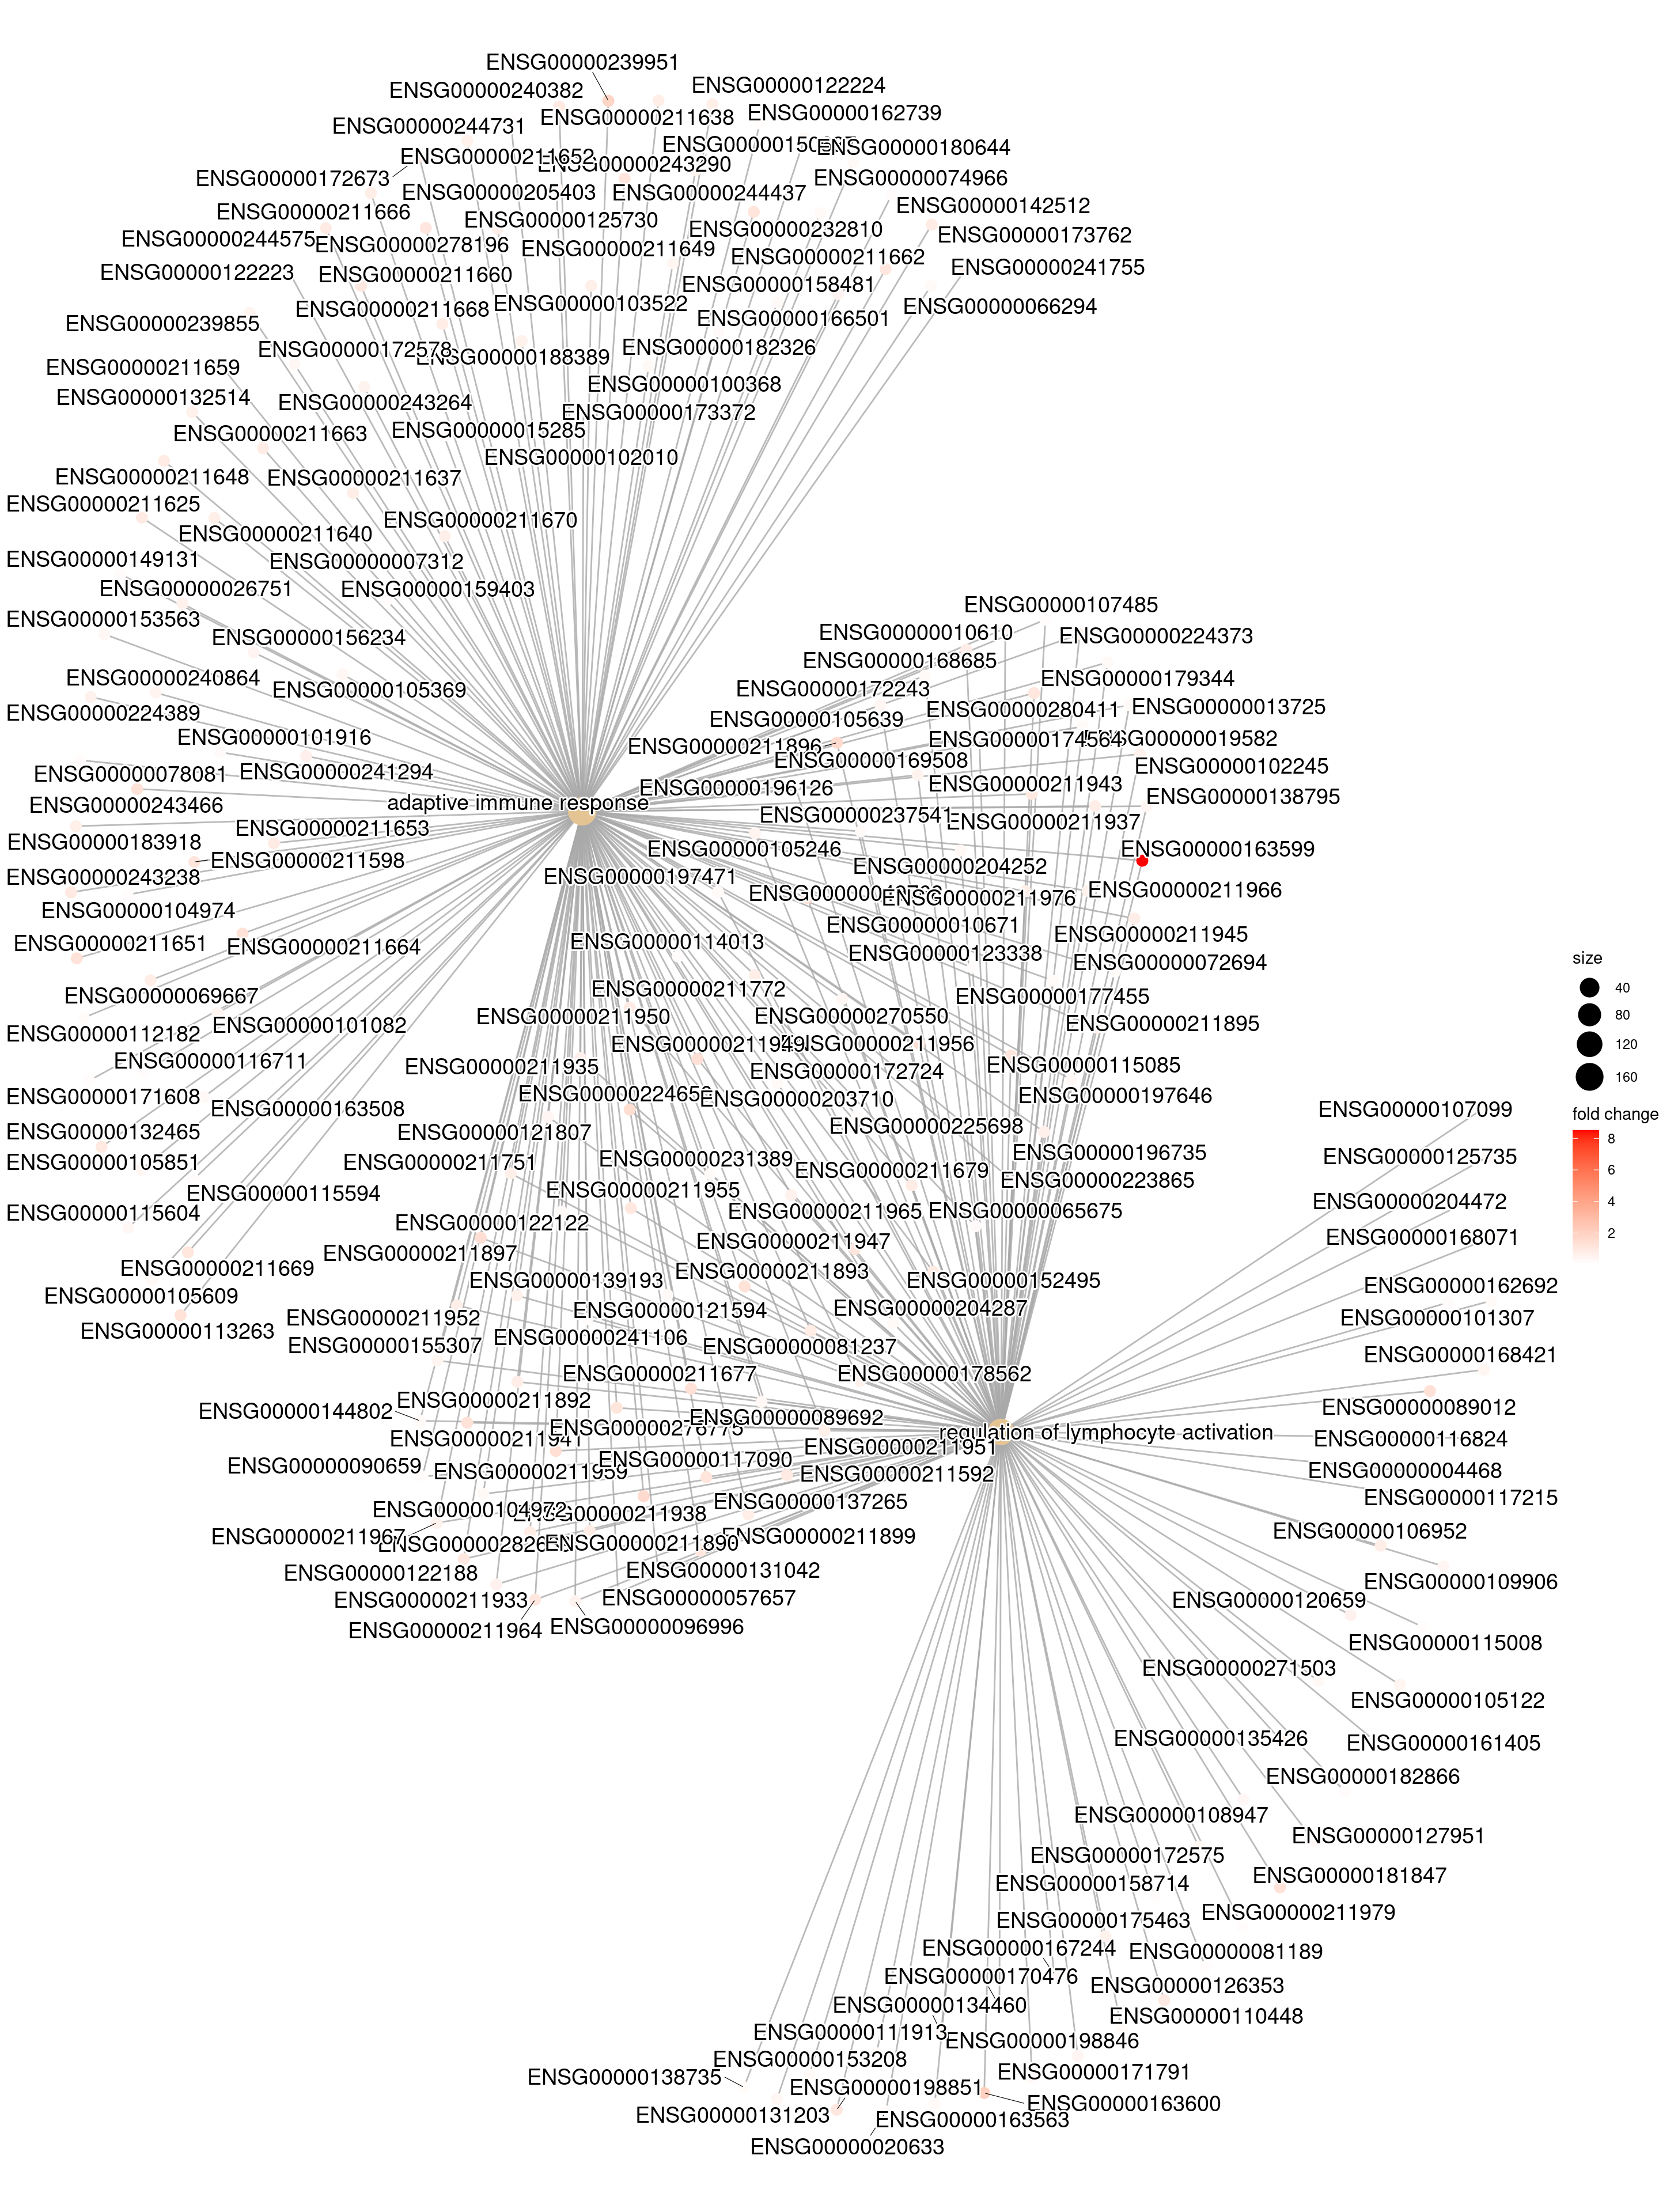 ENSG00000239951
ENSG00000122224
ENSG00000240382
ENSG00000162739
ENSG00000211638
ENSG00000244731
ENSG00000180644
ENSG00000211652
ENSG00000243290
ENSG00000172673
ENSG00000074966
ENSG00000205403
ENSG00000244437
ENSG00000142512
ENSG00000211666
ENSG00000125730
ENSG00000232810
ENSG00000173762
ENSG00000244575
ENSG00000278196
ENSG00000211649
ENSG00000211662
ENSG00000241755
ENSG00000122223
ENSG00000211660
ENSG00000158481
ENSG00000103522
ENSG00000066294
ENSG00000211668
ENSG00000166501
ENSG00000239855
ENSG00000172578
ENSG00000182326
ENSG00000188389
ENSG00000211659
ENSG00000100368
ENSG00000132514
ENSG00000243264
ENSG00000173372
ENSG00000211663
ENSG00000015285
ENSG00000102010
ENSG00000211648
ENSG00000211637
ENSG00000211625
ENSG00000211670
ENSG00000211640
ENSG00000149131
ENSG00000007312
ENSG00000026751
ENSG00000159403
ENSG00000107485
ENSG00000153563
ENSG00000010610
ENSG00000156234
ENSG00000224373
ENSG00000168685
ENSG00000240864
ENSG00000179344
ENSG00000105369
ENSG00000172243
ENSG00000224389
ENSG00000280411
ENSG00000013725
ENSG00000105639
ENSG00000101916
ENSG00000174564
ENSG00000019582
ENSG00000211896
ENSG00000169508
ENSG00000102245
ENSG00000078081
ENSG00000241294
ENSG00000196126
ENSG00000211943
ENSG00000138795
adaptive immune response
ENSG00000243466
ENSG00000237541
ENSG00000211937
ENSG00000211653
ENSG00000183918
ENSG00000105246
ENSG00000163599
ENSG00000211598
ENSG00000204252
ENSG00000243238
ENSG00000197471
ENSG00000211966
ENSG00000211976
ENSG00000104974
ENSG00000010671
ENSG00000211651
ENSG00000211664
ENSG00000114013
ENSG00000211945
ENSG00000123338
ENSG00000072694
ENSG00000069667
ENSG00000211772
ENSG00000177455
ENSG00000112182
ENSG00000101082
ENSG00000211950
ENSG00000270550
ENSG00000211895
ENSG00000211949
ENSG00000211956
ENSG00000116711
ENSG00000211935
ENSG00000172724
ENSG00000115085
ENSG00000171608
ENSG00000163508
ENSG00000203710
ENSG00000197646
ENSG00000107099
ENSG00000132465
ENSG00000121807
ENSG00000225698
ENSG00000105851
ENSG00000211751
ENSG00000231389
ENSG00000211679
ENSG00000196735
ENSG00000125735
ENSG00000115594
ENSG00000211955
ENSG00000223865
ENSG00000204472
ENSG00000115604
ENSG00000122122
ENSG00000211965
ENSG00000065675
ENSG00000168071
ENSG00000211897
ENSG00000211947
ENSG00000211669
ENSG00000139193
ENSG00000211893
ENSG00000152495
ENSG00000162692
ENSG00000105609
ENSG00000211952
ENSG00000121594
ENSG00000204287
ENSG00000101307
ENSG00000113263
ENSG00000155307
ENSG00000241106
ENSG00000081237
ENSG00000168421
ENSG00000211677
ENSG00000178562
ENSG00000144802
ENSG00000211892
ENSG00000089692
ENSG00000089012
ENSG00000211941
ENSG00000276775
regulation of lymphocyte activation
ENSG00000116824
ENSG00000211951
ENSG00000090659
ENSG00000211959
ENSG00000117090
ENSG00000211592
ENSG00000004468
ENSG00000104972
ENSG00000211938
ENSG00000137265
ENSG00000117215
ENSG00000211967
ENSG00000211890
ENSG00000211899
ENSG00000106952
ENSG00000122188
ENSG00000131042
ENSG00000109906
ENSG00000211933
ENSG00000057657
ENSG00000120659
ENSG00000211964
ENSG00000096996
ENSG00000115008
ENSG00000271503
ENSG00000105122
ENSG00000135426
ENSG00000161405
ENSG00000182866
ENSG00000108947
ENSG00000127951
ENSG00000172575
ENSG00000158714
ENSG00000181847
ENSG00000175463
ENSG00000211979
ENSG00000167244
ENSG00000081189
ENSG00000170476
ENSG00000126353
ENSG00000134460
ENSG00000110448
ENSG00000111913
ENSG00000198846
ENSG00000153208
ENSG00000171791
ENSG00000138735
ENSG00000198851
ENSG00000163600
ENSG00000131203
ENSG00000163563
ENSG00000020633
size
40
80
120
160
fold change
8
6
4
2